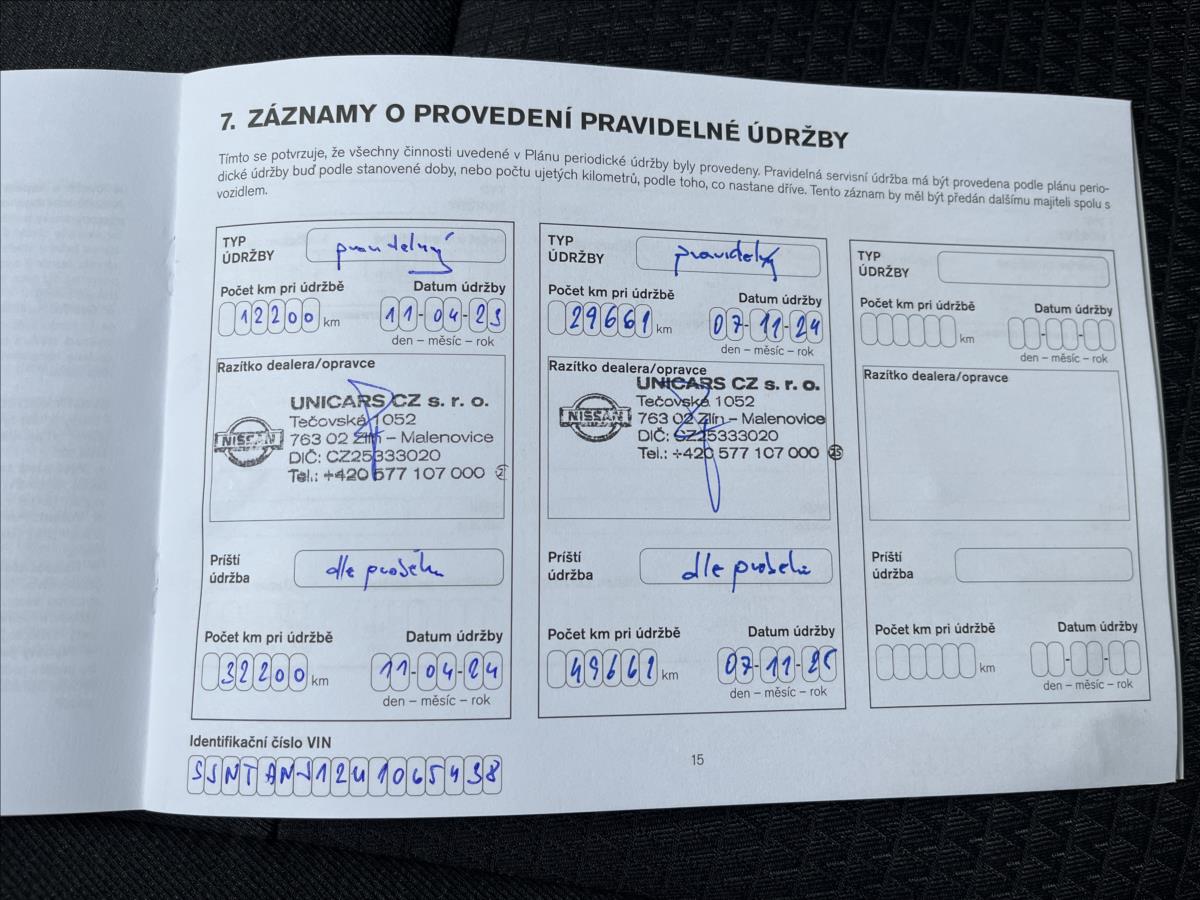 7. ZÁZNAMY O PROVEDENÍ PRAVIDELNÉ ÚDRŽBY
Tímto se potvrzuje, že všechny činnosti uvedené v Plánu periodické údržby byly provedeny. Pravidelná servisní údržba má být provedena podle plánu perio-
dické údržby buď podle stanovené doby, nebo počtu ujetých kilometrů, podle toho, co nastane dříve. Tento záznam by měl být předán dalšímu majiteli spolu s
vozidlem.
TYP
ÚDRŽBY
pravidelný
Počet km pri údržbě
Datum údržby
12200 km
11-04-23
den – měsíc – rok
Razítko dealera/opravce
UNICARS CZ s. r. o.
Tečovská 1052
763 02 Zlín – Malenovice
DIČ: CZ25333020
Tel.: +420 577 107 000
NISSAN
Príští
údržba
dle proběhu
Počet km pri údržbě
Datum údržby
32200 km
11-04-24
den – měsíc – rok
TYP
ÚDRŽBY
pravidelný
Počet km pri údržbě
Datum údržby
29661 km
07-11-24
den – měsíc – rok
Razítko dealera/opravce
UNICARS CZ s. r. o.
Tečovská 1052
763 02 Zlín – Malenovice
DIČ: CZ25333020
Tel.: +420 577 107 000 25
NISSAN
Príští
údržba
dle proběhu
Počet km pri údržbě
Datum údržby
49661 km
07-11-25
den – měsíc – rok
TYP
ÚDRŽBY
Počet km pri údržbě
Datum údržby
km
den – měsíc – rok
Razítko dealera/opravce
Príští
údržba
Počet km pri údržbě
Datum údržby
km
den – měsíc – rok
Identifikační číslo VIN
SJNTANJ12U1065438
15